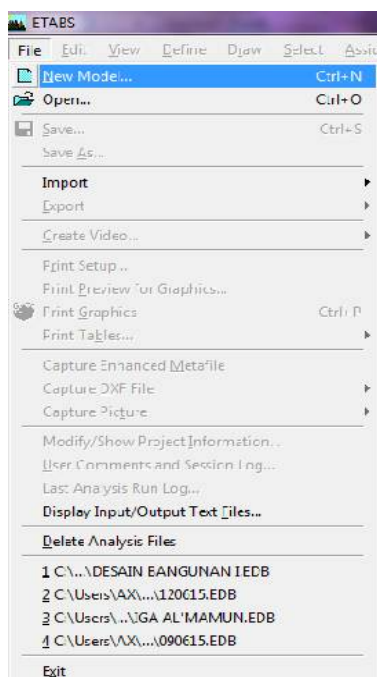 ETABS
File Edit View Define Draw Select Assi
New Model... Ctrl+N
Open... Ctrl+O
Save... Ctrl+S
Save As...
Import
Export
Create Video...
Print Setup...
Print Preview for Graphics...
Print Graphics Ctrl+P
Print Tables...
Capture Enhanced Metafile
Capture DXF File
Capture Picture
Modify/Show Project Information...
User Comments and Session Log...
Last Analysis Run Log...
Display Input/Output Text Files...
Delete Analysis Files
1 C:\...\DESAIN BANGUNAN I.EDB
2 C:\Users\AX\...\120615.EDB
3 C:\Users\...\IGA AL'MAMUN.EDB
4 C:\Users\AX\...\090615.EDB
Exit